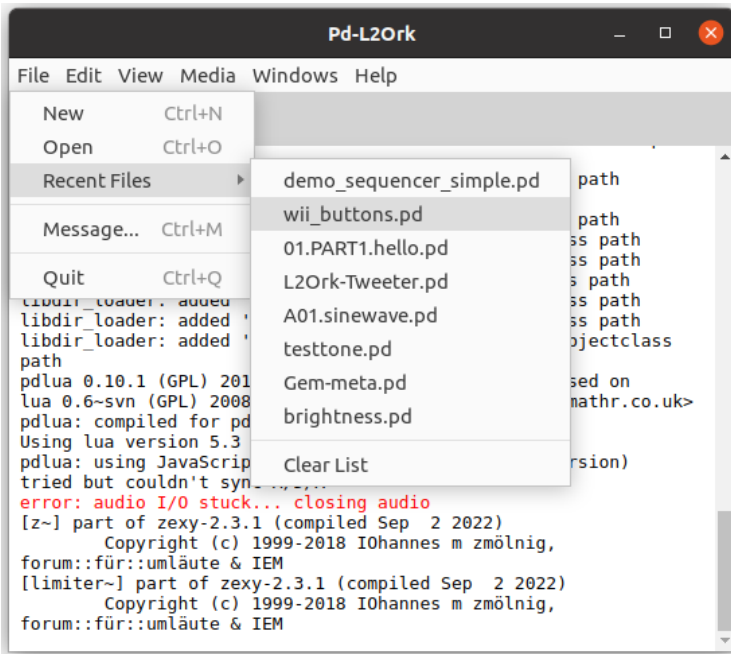 Pd-L2Ork
File Edit View Media Windows Help
New Ctrl+N
Open Ctrl+O
Recent Files
Message... Ctrl+M
Quit Ctrl+Q
demo_sequencer_simple.pd
wii_buttons.pd
01.PART1.hello.pd
L2Ork-Tweeter.pd
A01.sinewave.pd
testtone.pd
Gem-meta.pd
brightness.pd
Clear List
path
path
ss path
ss path
s path
libdir_loader: added ss path
libdir_loader: added ' ss path
libdir_loader: added ' bjectclass
path
pdlua 0.10.1 (GPL) 201 sed on
lua 0.6~svn (GPL) 2008 mathr.co.uk>
pdlua: compiled for pd
Using lua version 5.3
pdlua: using JavaScrip rsion)
tried but couldn't sync A/D/A
error: audio I/O stuck... closing audio
[z~] part of zexy-2.3.1 (compiled Sep  2 2022)
Copyright (c) 1999-2018 IOhannes m zmölnig,
forum::für::umläute & IEM
[limiter~] part of zexy-2.3.1 (compiled Sep  2 2022)
Copyright (c) 1999-2018 IOhannes m zmölnig,
forum::für::umläute & IEM